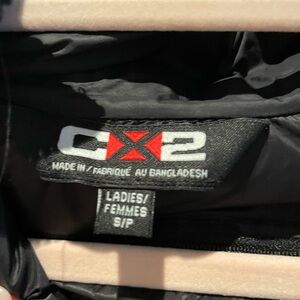 CX2
MADE IN / FABRIQUÉ AU BANGLADESH
LADIES/
FEMMES
S/P